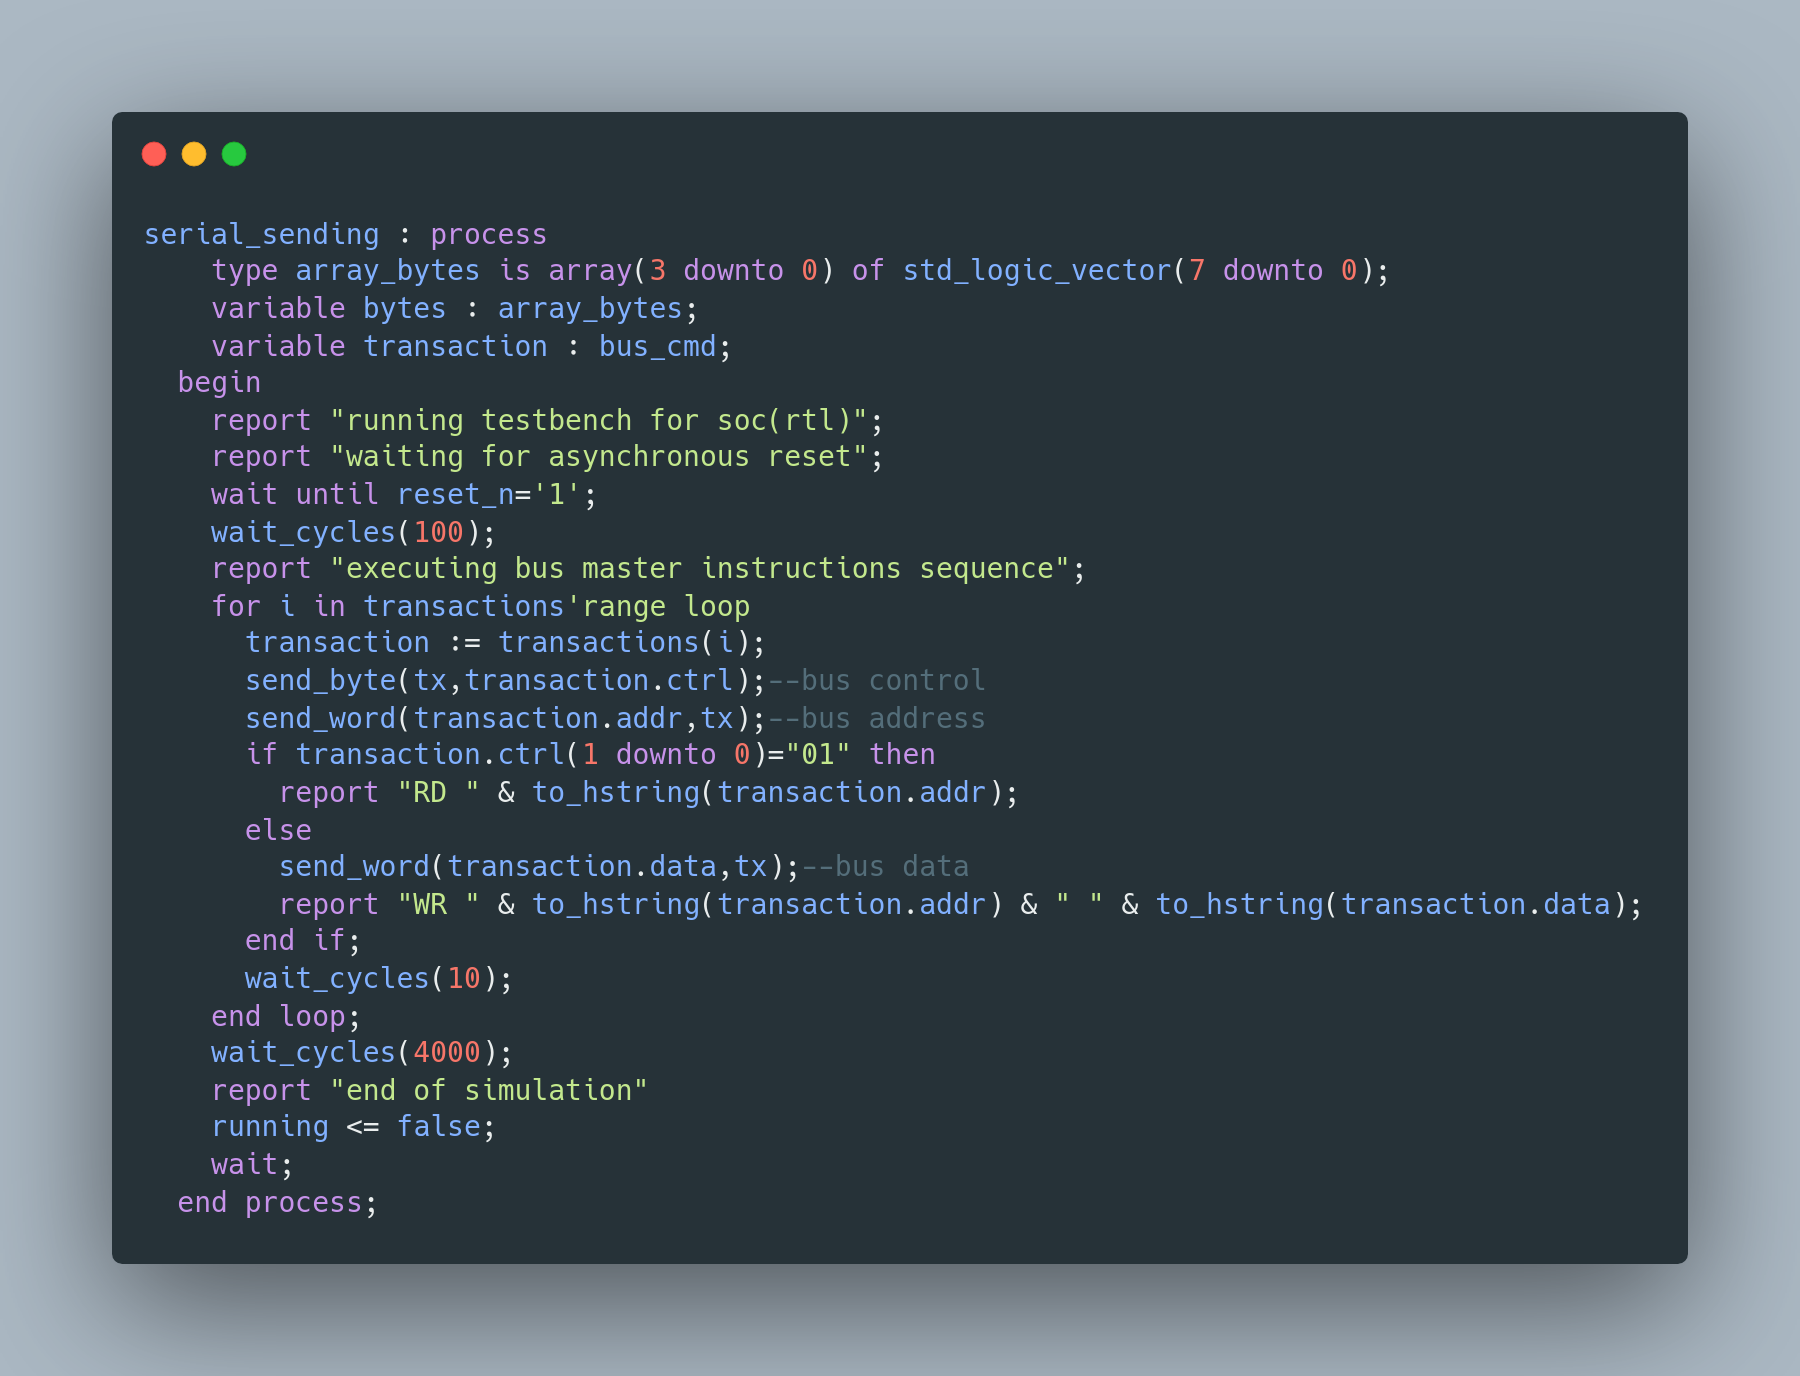 serial_sending : process
    type array_bytes is array(3 downto 0) of std_logic_vector(7 downto 0);
    variable bytes : array_bytes;
    variable transaction : bus_cmd;
  begin
    report "running testbench for soc(rtl)";
    report "waiting for asynchronous reset";
    wait until reset_n='1';
    wait_cycles(100);
    report "executing bus master instructions sequence";
    for i in transactions'range loop
      transaction := transactions(i);
      send_byte(tx,transaction.ctrl);--bus control
      send_word(transaction.addr,tx);--bus address
      if transaction.ctrl(1 downto 0)="01" then
        report "RD " & to_hstring(transaction.addr);
      else
        send_word(transaction.data,tx);--bus data
        report "WR " & to_hstring(transaction.addr) & " " & to_hstring(transaction.data);
      end if;
      wait_cycles(10);
    end loop;
    wait_cycles(4000);
    report "end of simulation"
    running <= false;
    wait;
  end process;